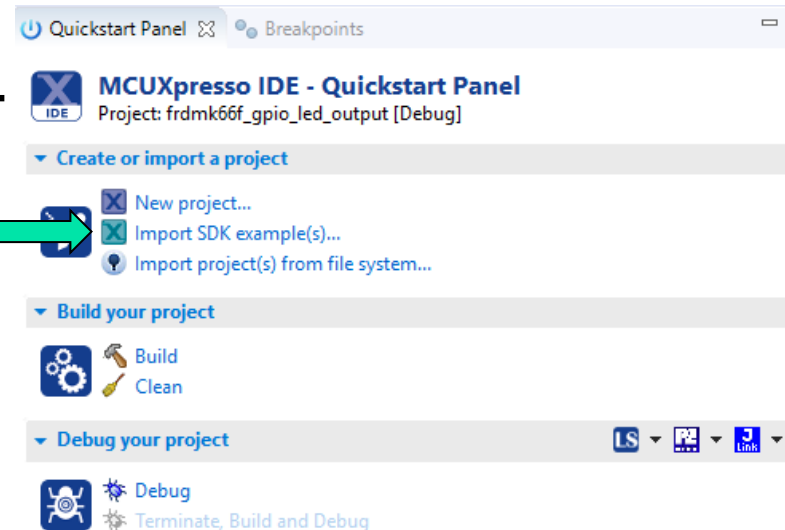 Quickstart Panel Breakpoints
MCUXpresso IDE - Quickstart Panel
IDE
Project: frdmk66f_gpio_led_output [Debug]
Create or import a project
New project...
Import SDK example(s)...
Import project(s) from file system...
Build your project
Build
Clean
Debug your project
LS
PE
J Link
Debug
Terminate, Build and Debug